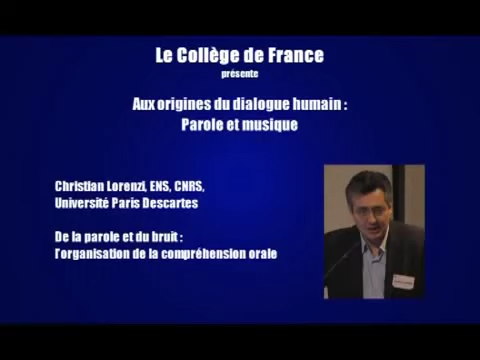 Le Collège de France
présente
Aux origines du dialogue humain :
Parole et musique
Christian Lorenzi, ENS, CNRS,
Université Paris Descartes
De la parole et du bruit :
l'organisation de la compréhension orale